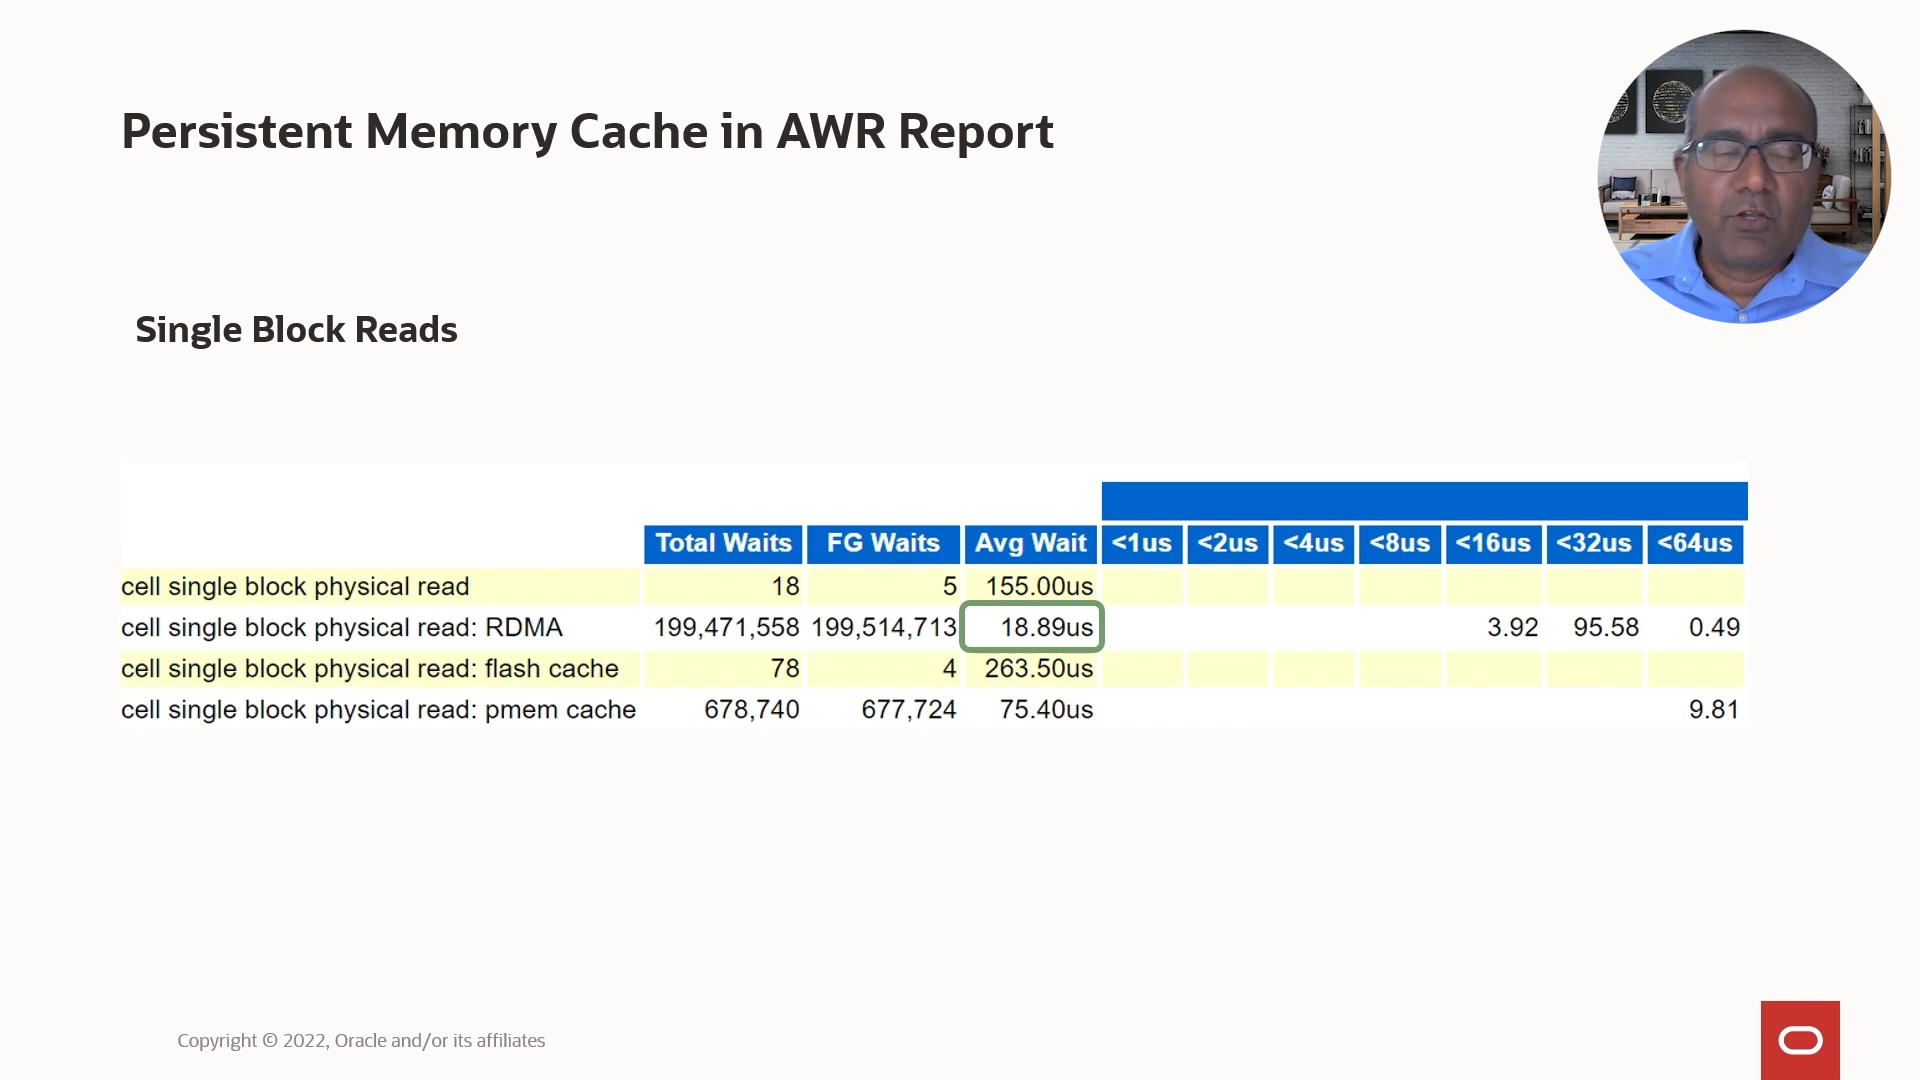 Persistent Memory Cache in AWR Report
Single Block Reads
Total Waits FG Waits Avg Wait <1us <2us <4us <8us <16us <32us <64us
cell single block physical read 18 5 155.00us
cell single block physical read: RDMA 199,471,558 199,514,713 18.89us 3.92 95.58 0.49
cell single block physical read: flash cache 78 4 263.50us
cell single block physical read: pmem cache 678,740 677,724 75.40us 9.81
Copyright © 2022, Oracle and/or its affiliates